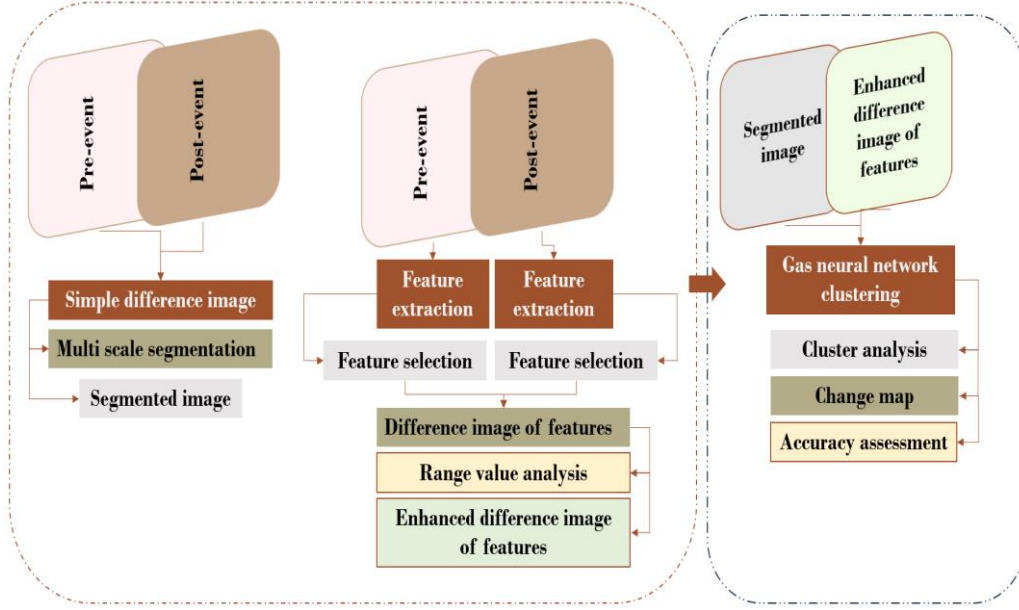 Pre-event
Post-event
Simple difference image
Multi scale segmentation
Segmented image
Pre-event
Post-event
Feature
extraction
Feature
extraction
Feature selection
Feature selection
Difference image of features
Range value analysis
Enhanced difference image
of features
Segmented
image
Enhanced
difference
image of
features
Gas neural network
clustering
Cluster analysis
Change map
Accuracy assessment